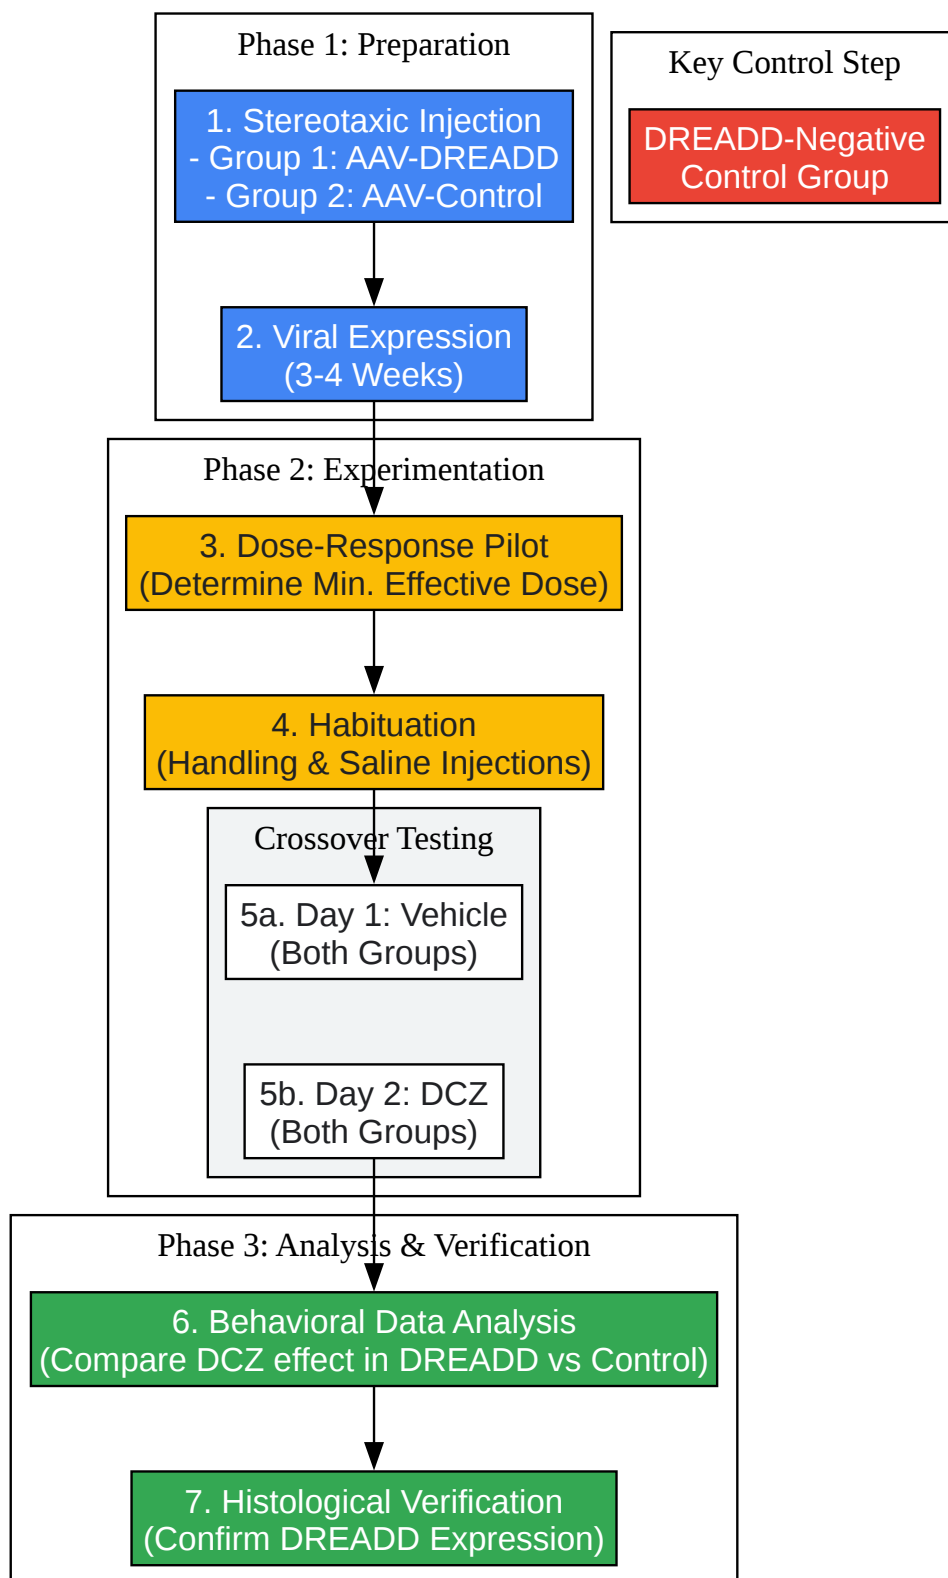 Phase 1: Preparation
1. Stereotaxic Injection
- Group 1: AAV-DREADD
- Group 2: AAV-Control
2. Viral Expression
(3-4 Weeks)
Key Control Step
DREADD-Negative
Control Group
Phase 2: Experimentation
3. Dose-Response Pilot
(Determine Min. Effective Dose)
4. Habituation
(Handling & Saline Injections)
Crossover Testing
5a. Day 1: Vehicle
(Both Groups)
5b. Day 2: DCZ
(Both Groups)
Phase 3: Analysis & Verification
6. Behavioral Data Analysis
(Compare DCZ effect in DREADD vs Control)
7. Histological Verification
(Confirm DREADD Expression)